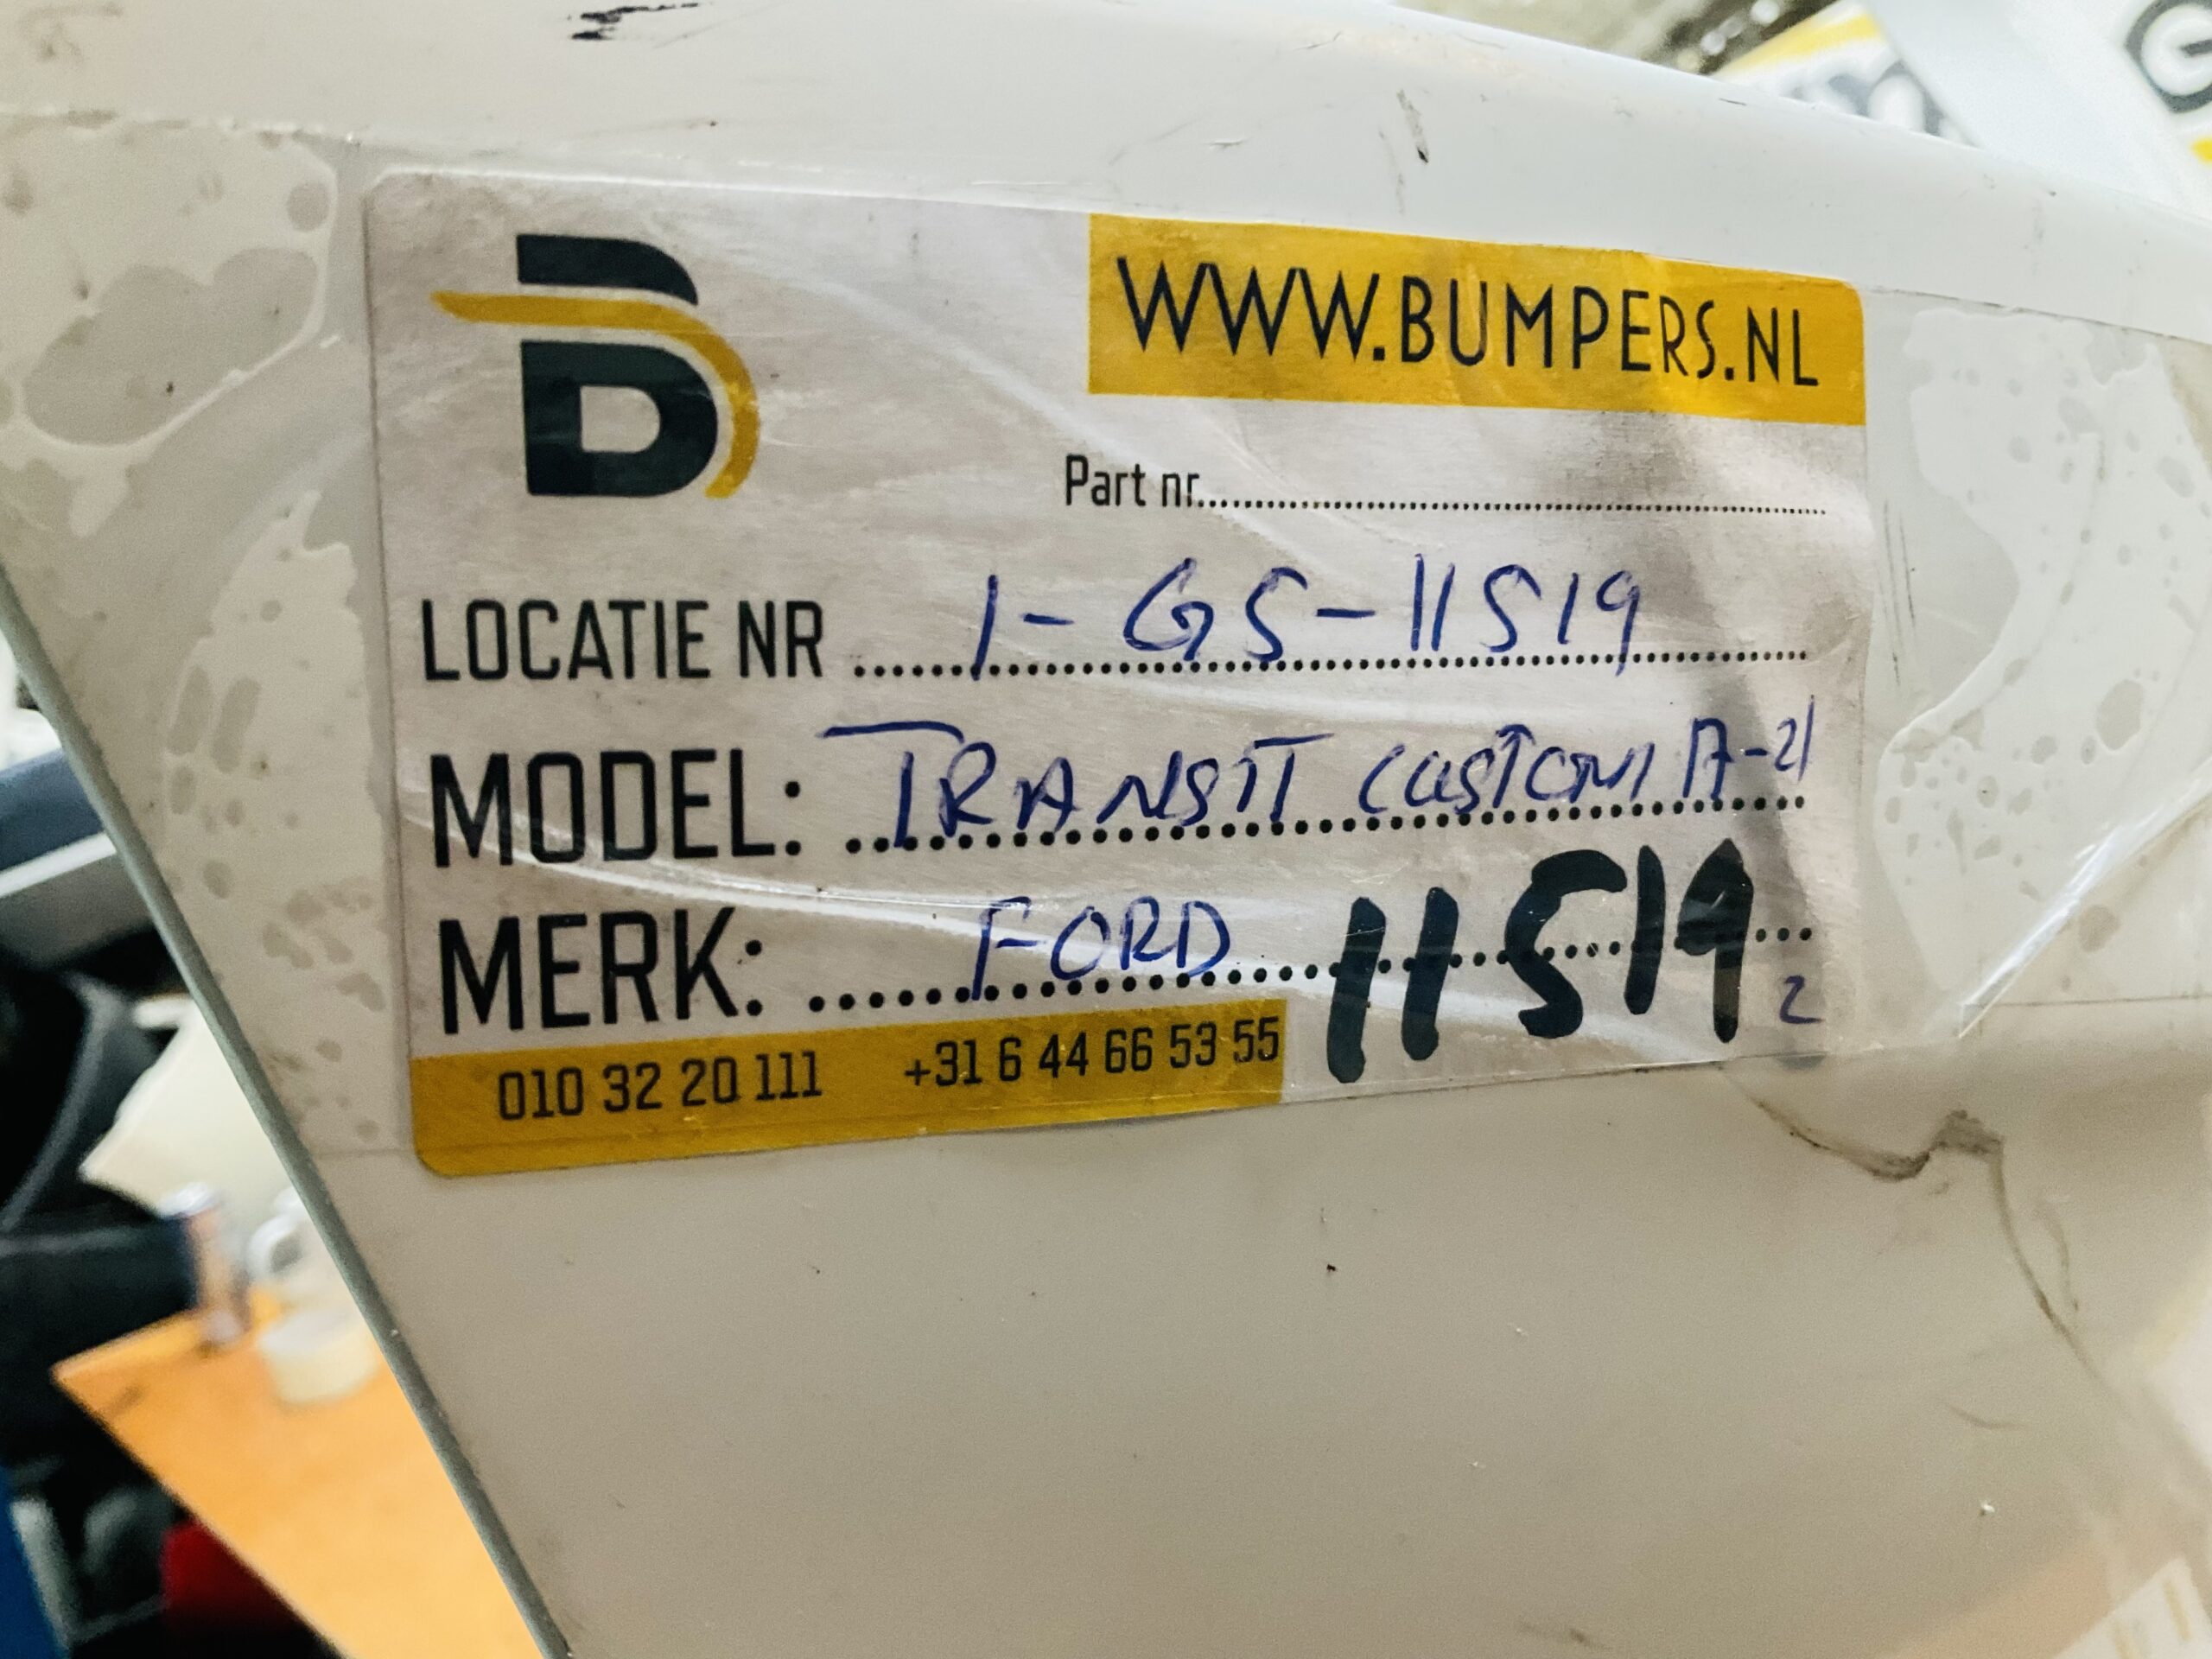 WWW.BUMPERS.NL
Part nr
LOCATIE NR 1-GS-11519
MODEL: TRANSIT CUSTOM 17-21
MERK: FORD 11519
2
010 32 20 111 +31 6 44 66 53 55